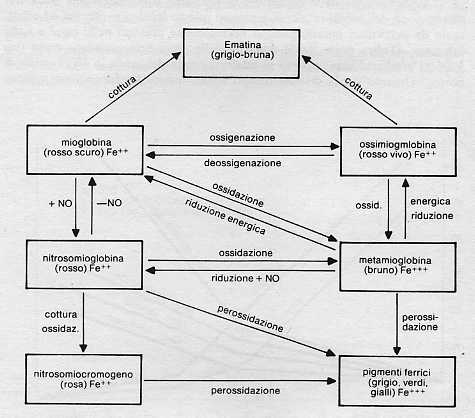 Ematina
(grigio-bruna)
cottura
cottura
mioglobina
(rosso scuro) Fe++
ossigenazione
deossigenazione
ossimiogmlobina
(rosso vivo) Fe++
+ NO
—NO
ossidazione
riduzione energica
ossid.
energica
riduzione
nitrosomioglobina
(rosso) Fe++
ossidazione
riduzione + NO
metamioglobina
(bruno) Fe+++
cottura
ossidaz.
perossidazione
perossi-
dazione
nitrosomiocromogeno
(rosa) Fe++
perossidazione
pigmenti ferrici
(grigio, verdi,
gialli) Fe+++